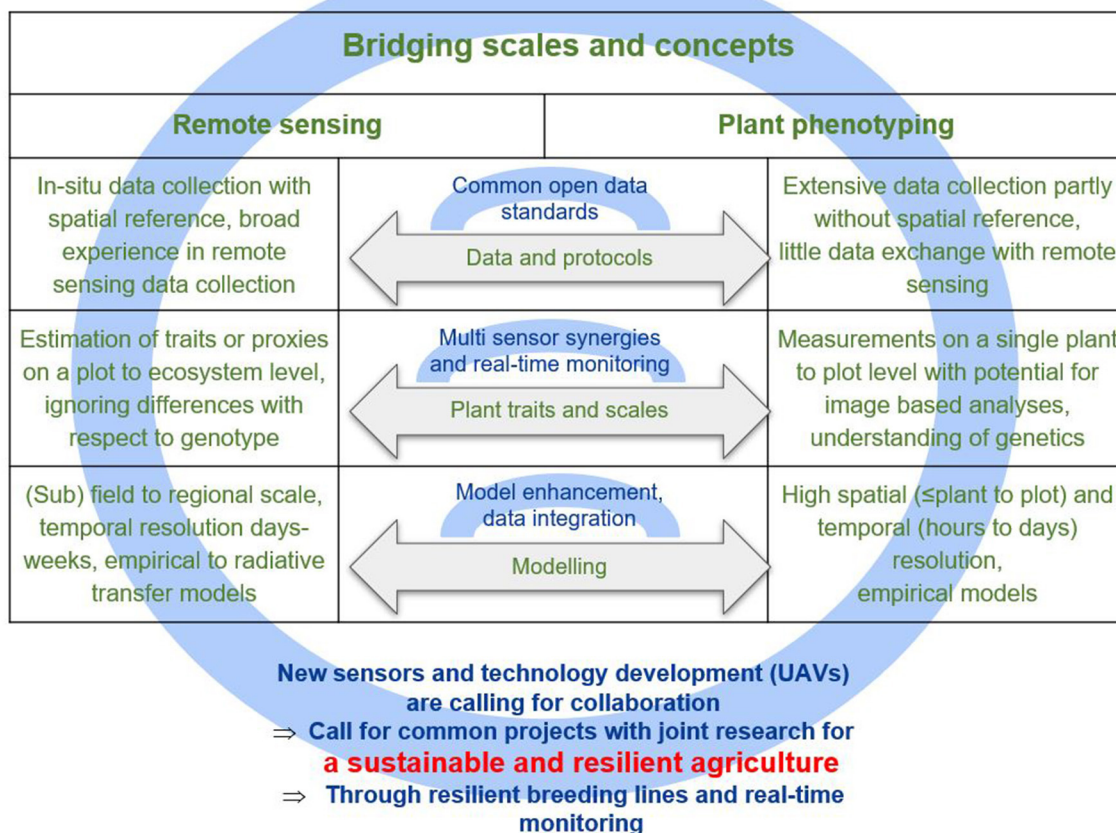 Bridging scales and concepts
Remote sensing
Plant phenotyping
In-situ data collection with
spatial reference, broad
experience in remote
sensing data collection
Common open data
standards
Data and protocols
Extensive data collection partly
without spatial reference,
little data exchange with remote
sensing
Estimation of traits or proxies
on a plot to ecosystem level,
ignoring differences with
respect to genotype
Multi sensor synergies
and real-time monitoring
Plant traits and scales
Measurements on a single plant
to plot level with potential for
image based analyses,
understanding of genetics
(Sub) field to regional scale,
temporal resolution days-
weeks, empirical to radiative
transfer models
Model enhancement,
data integration
Modelling
High spatial (≤plant to plot) and
temporal (hours to days)
resolution,
empirical models
New sensors and technology development (UAVs)
are calling for collaboration
⇒ Call for common projects with joint research for
a sustainable and resilient agriculture
⇒ Through resilient breeding lines and real-time
monitoring